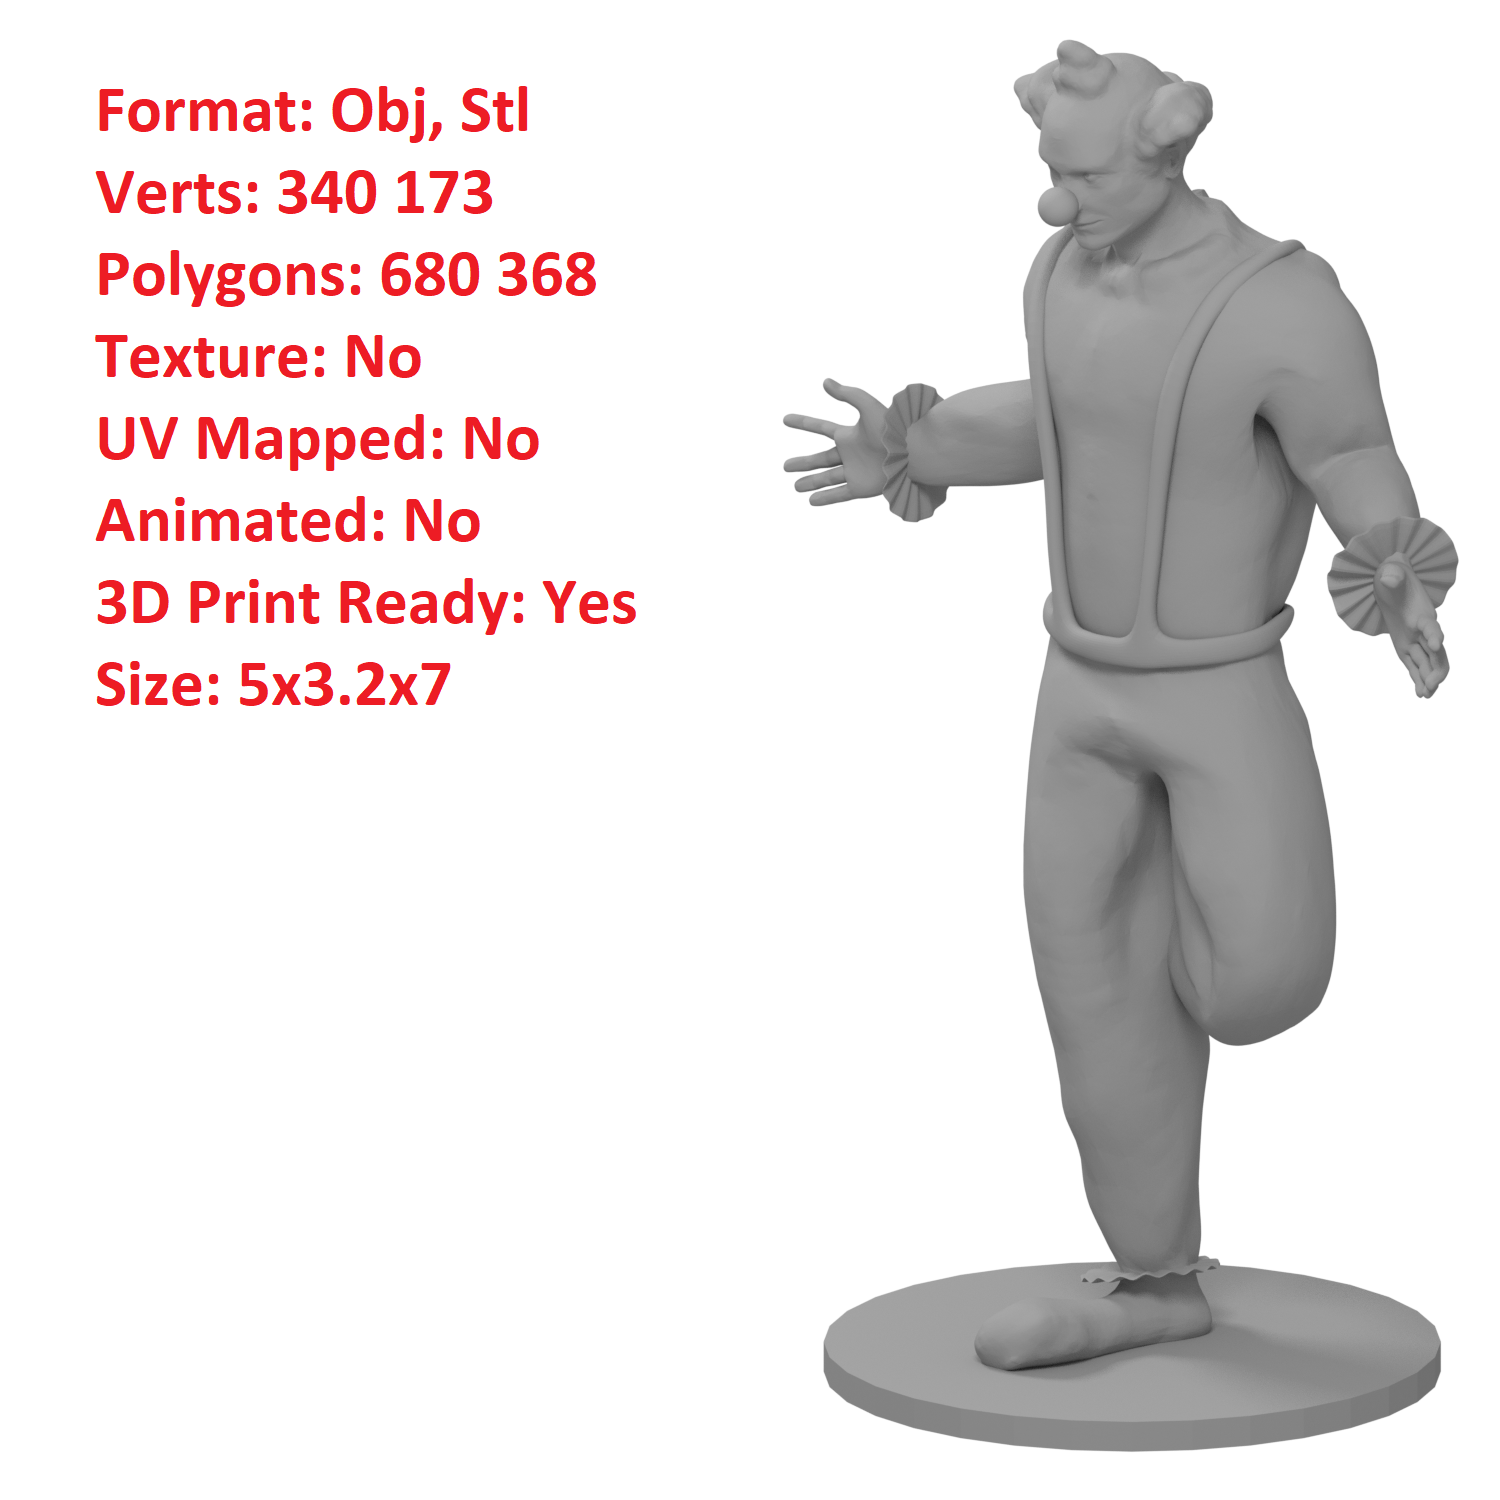 Format: Obj, Stl
Verts: 340 173
Polygons: 680 368
Texture: No
UV Mapped: No
Animated: No
3D Print Ready: Yes
Size: 5x3.2x7